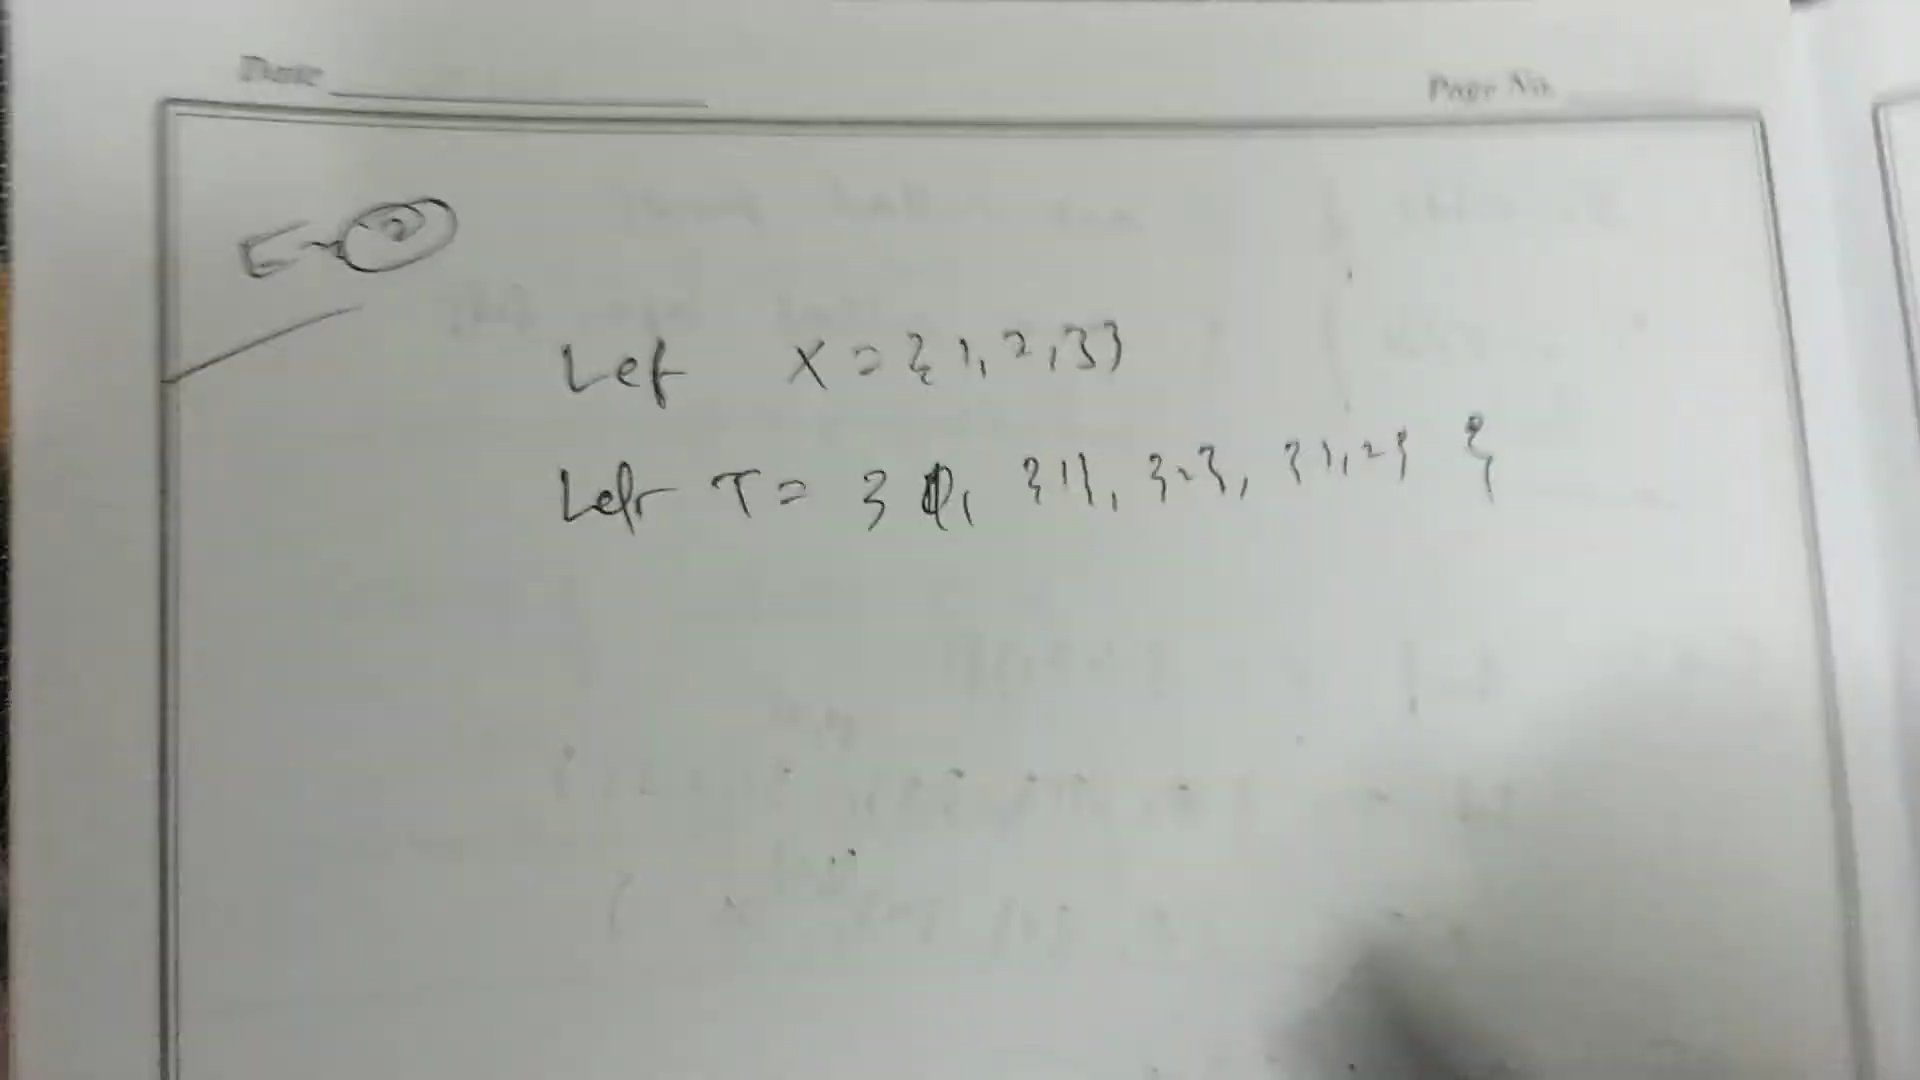 Date
Page No.
E-②
Let X = {1, 2, 3}
Let T = { φ, {1}, {2}, {1, 2} }